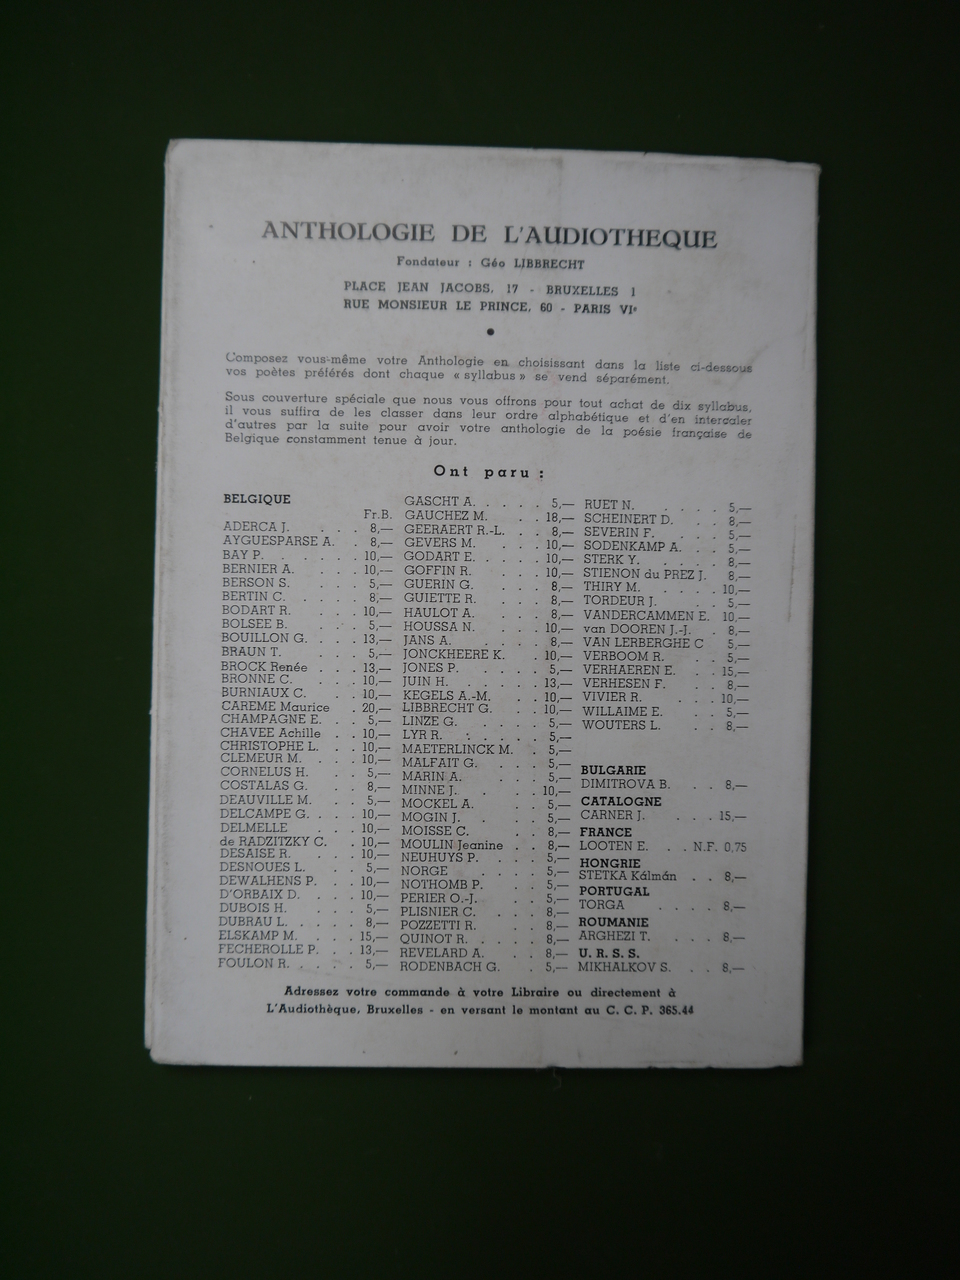 ANTHOLOGIE DE L'AUDIOTHEQUE
Fondateur : Géo LIBBRECHT
PLACE JEAN JACOBS, 17 - BRUXELLES 1
RUE MONSIEUR LE PRINCE, 60 - PARIS VIe
•
Composez vous-même votre Anthologie en choisissant dans la liste ci-dessous
vos poètes préférés dont chaque « syllabus » se vend séparément.
Sous couverture spéciale que nous vous offrons pour tout achat de dix syllabus,
il vous suffira de les classer dans leur ordre alphabétique et d'en intercaler
d'autres par la suite pour avoir votre anthologie de la poésie française de
Belgique constamment tenue à jour.
Ont paru :
BELGIQUE
Fr.B.
ADERCA J. . . . 8,—
AYGUESPARSE A. . 8,—
BAY P. . . . . . 10,—
BERNIER A. . . . 10,—
BERSON S. . . . 5,—
BERTIN C. . . . . 8,—
BODART R. . . . 10,—
BOLSEE B. . . . 5,—
BOUILLON G. . . . 13,—
BRAUN T. . . . 5,—
BROCK Renée . . . 13,—
BRONNE C. . . . . 10,—
BURNIAUX C. . . 10,—
CAREME Maurice . 20,—
CHAMPAGNE E. . . 5,—
CHAVEE Achille . . 10,—
CHRISTOPHE L. . . 10,—
CLEMEUR M. . . . 10,—
CORNELUS H. . . 5,—
COSTALAS G. . . 8,—
DEAUVILLE M. . . 5,—
DELCAMPE G. . . . 10,—
DELMELLE . . . 10,—
de RADZITZKY C. . 10,—
DESAISE R. . . . 10,—
DESNOUES L. . . 5,—
DEWALHENS P. . . 10,—
D'ORBAIX D. . . . 10,—
DUBOIS H. . . . 5,—
DUBRAU L. . . . . 8,—
ELSKAMP M. . . . 15,—
FECHEROLLE P. . . 13,—
FOULON R. . . . . 5,—
GASCHT A. . . . . 5,—
GAUCHEZ M. . . 18,—
GEERAERT R.-L. . . 8,—
GEVERS M. . . . 10,—
GODART E. . . . . 10,—
GOFFIN R. . . . 10,—
GUERIN G. . . . 8,—
GUIETTE R. . . . 8,—
HAULOT A. . . . 8,—
HOUSSA N. . . . 10,—
JANS A. . . . . 8,—
JONCKHEERE K. . 10,—
JONES P. . . . . . 5,—
JUIN H. . . . . . 13,—
KEGELS A.-M. . . 10,—
LIBBRECHT G. . . 10,—
LINZE G. . . . . 5,—
LYR R. . . . . . 5,—
MAETERLINCK M. . 5,—
MALFAIT G. . . . 5,—
MARIN A. . . . 5,—
MINNE J. . . . 10,—
MOCKEL A. . . 5,—
MOGIN J. . . . 5,—
MOISSE C. . . 8,—
MOULIN Jeanine . . 8,—
NEUHUYS P. . . . 5,—
NORGE . . . . 5,—
NOTHOMB P. . . 5,—
PERIER O.-J. . . 5,—
PLISNIER C. . . 8,—
POZZETTI R. . . 8,—
QUINOT R. . . . . 8,—
REVELARD A. . . 8,—
RODENBACH G. . 5,—
RUET N. . . . . 5,—
SCHEINERT D. . . 8,—
SEVERIN F. . . . 5,—
SODENKAMP A. . . 5,—
STERK Y. . . . . 8,—
STIENON du PREZ J. 8,—
THIRY M. . . . . 10,—
TORDEUR J. . . . 5,—
VANDERCAMMEN E. 10,—
van DOOREN J.-J. . 8,—
VAN LERBERGHE C 5,—
VERBOOM R. . . 5,—
VERHAEREN E. . . 15,—
VERHESEN F. . . 8,—
VIVIER R. . . . 10,—
WILLAIME E. . . 5,—
WOUTERS L. . . 8,—
BULGARIE
DIMITROVA B. . . 8,—
CATALOGNE
CARNER J. . . . 15,—
FRANCE
LOOTEN E. . . N.F. 0,75
HONGRIE
STETKA Kálmán . . 8,—
PORTUGAL
TORGA . . . . 8,—
ROUMANIE
ARGHEZI T. . . . 8,—
U. R. S. S.
MIKHALKOV S. . . 8,—
Adressez votre commande à votre Libraire ou directement à
L'Audiothèque, Bruxelles - en versant le montant au C. C. P. 365.44